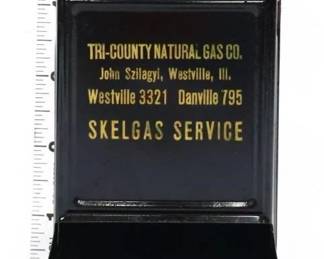 TRI-COUNTY NATURAL GAS CO.
John Szilagyi, Westville, Ill.
Westville 3321 Danville 795
SKELGAS SERVICE